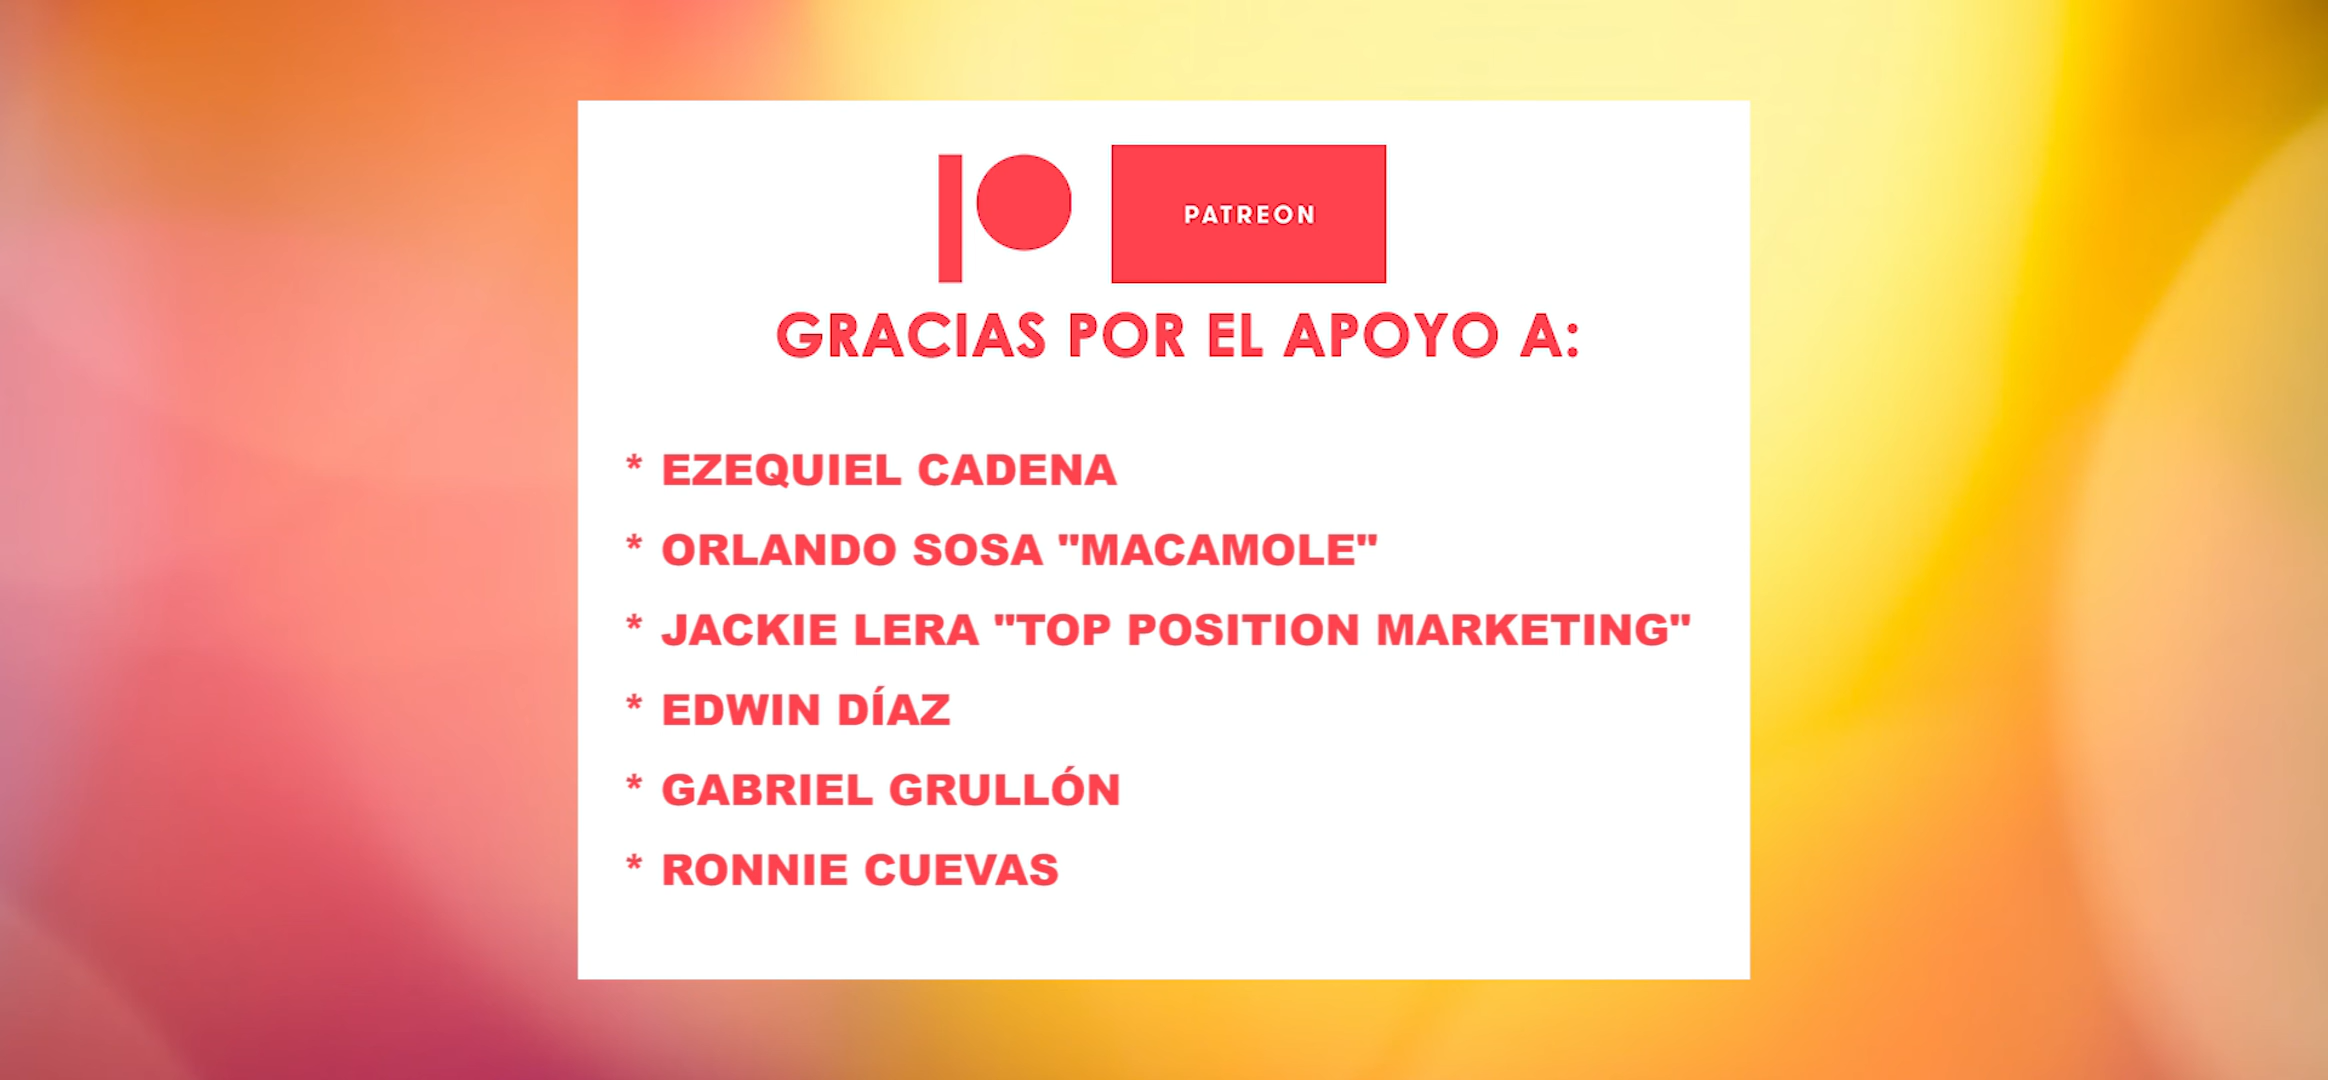 PATREON
GRACIAS POR EL APOYO A:
* EZEQUIEL CADENA
* ORLANDO SOSA "MACAMOLE"
* JACKIE LERA "TOP POSITION MARKETING"
* EDWIN DÍAZ
* GABRIEL GRULLÓN
* RONNIE CUEVAS